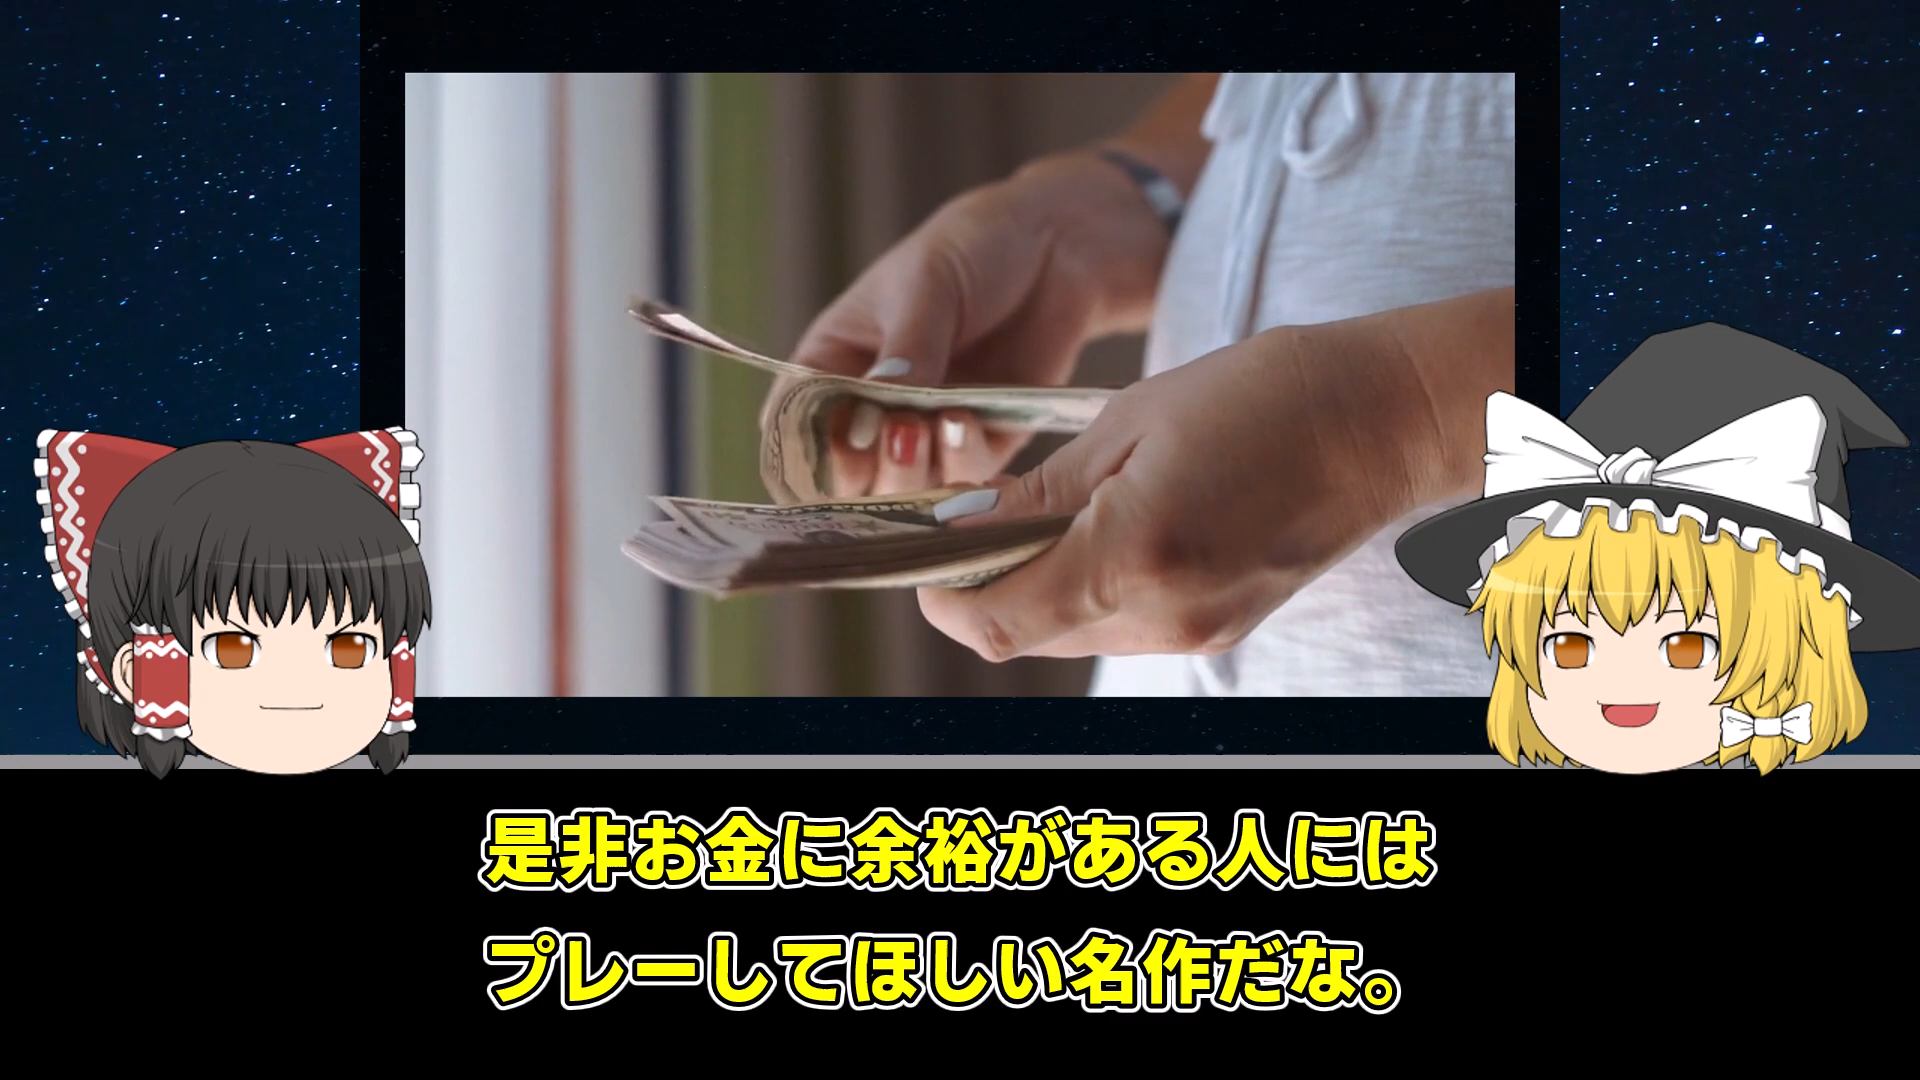 是非お金に余裕がある人には
プレーしてほしい名作だな。